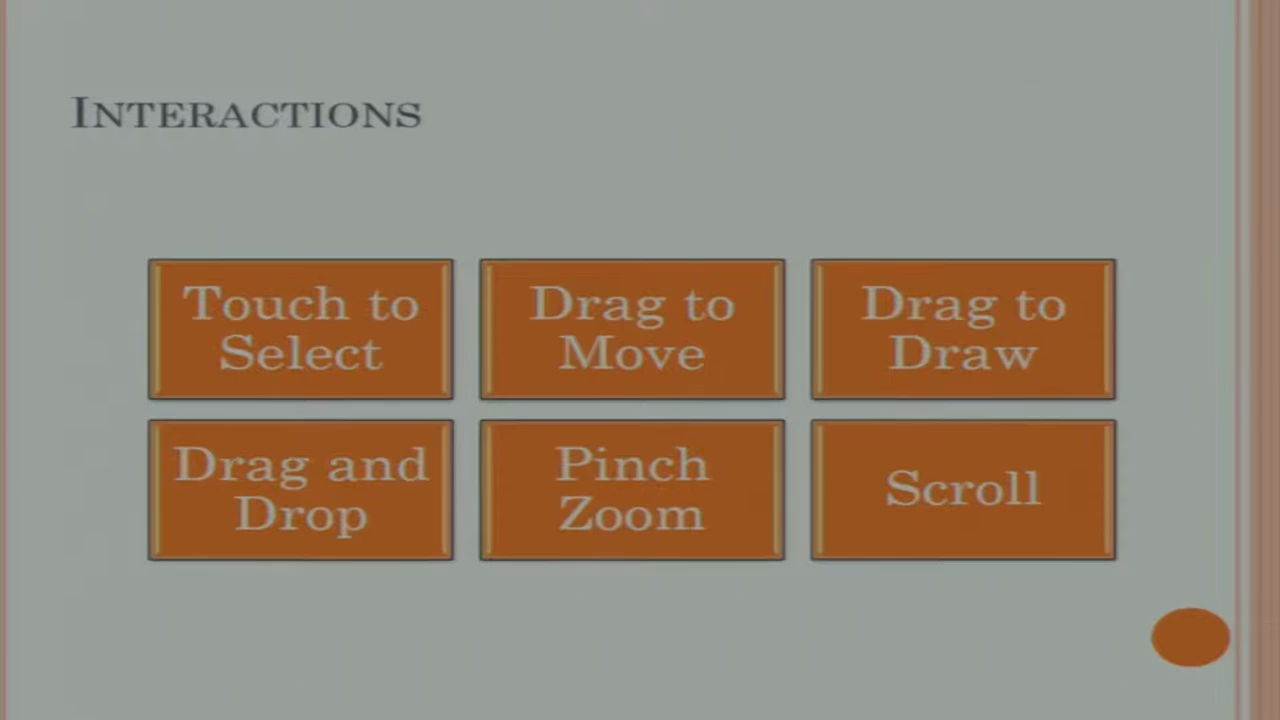 INTERACTIONS
Touch to
Select
Drag to
Move
Drag to
Draw
Drag and
Drop
Pinch
Zoom
Scroll